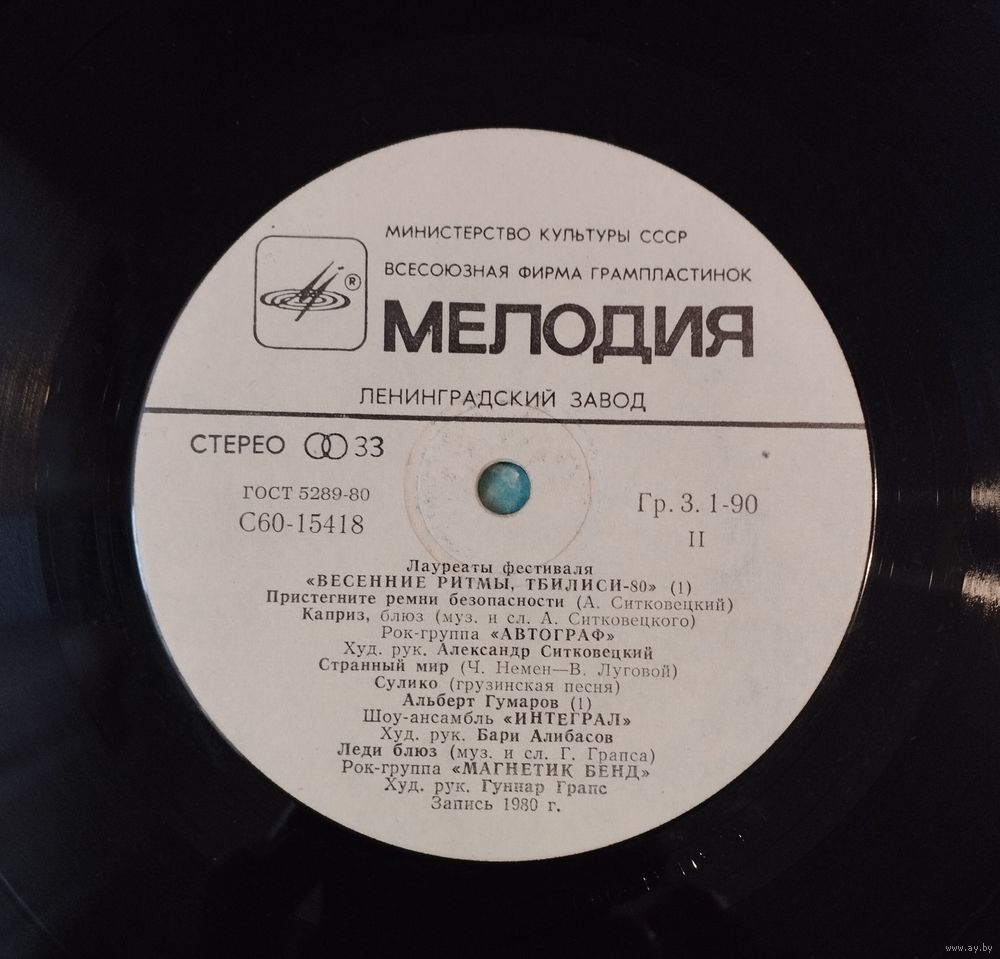 МИНИСТЕРСТВО КУЛЬТУРЫ СССР
ВСЕСОЮЗНАЯ ФИРМА ГРАМПЛАСТИНОК
®
МЕЛОДИЯ
ЛЕНИНГРАДСКИЙ ЗАВОД
СТЕРЕО 33
ГОСТ 5289-80
С60-15418
Гр. 3. 1-90
II
Лауреаты фестиваля
«ВЕСЕННИЕ РИТМЫ, ТБИЛИСИ-80» (1)
Пристегните ремни безопасности (А. Ситковецкий)
Каприз, блюз (муз. и сл. А. Ситковецкого)
Рок-группа «АВТОГРАФ»
Худ. рук. Александр Ситковецкий
Странный мир (Ч. Немен—В. Луговой)
Сулико (грузинская песня)
Альберт Гумаров (1)
Шоу-ансамбль «ИНТЕГРАЛ»
Худ. рук. Бари Алибасов
Леди блюз (муз. и сл. Г. Грапса)
Рок-группа «МАГНЕТИК БЕНД»
Худ. рук. Гуннар Грапс
Запись 1980 г.
www.ay.by